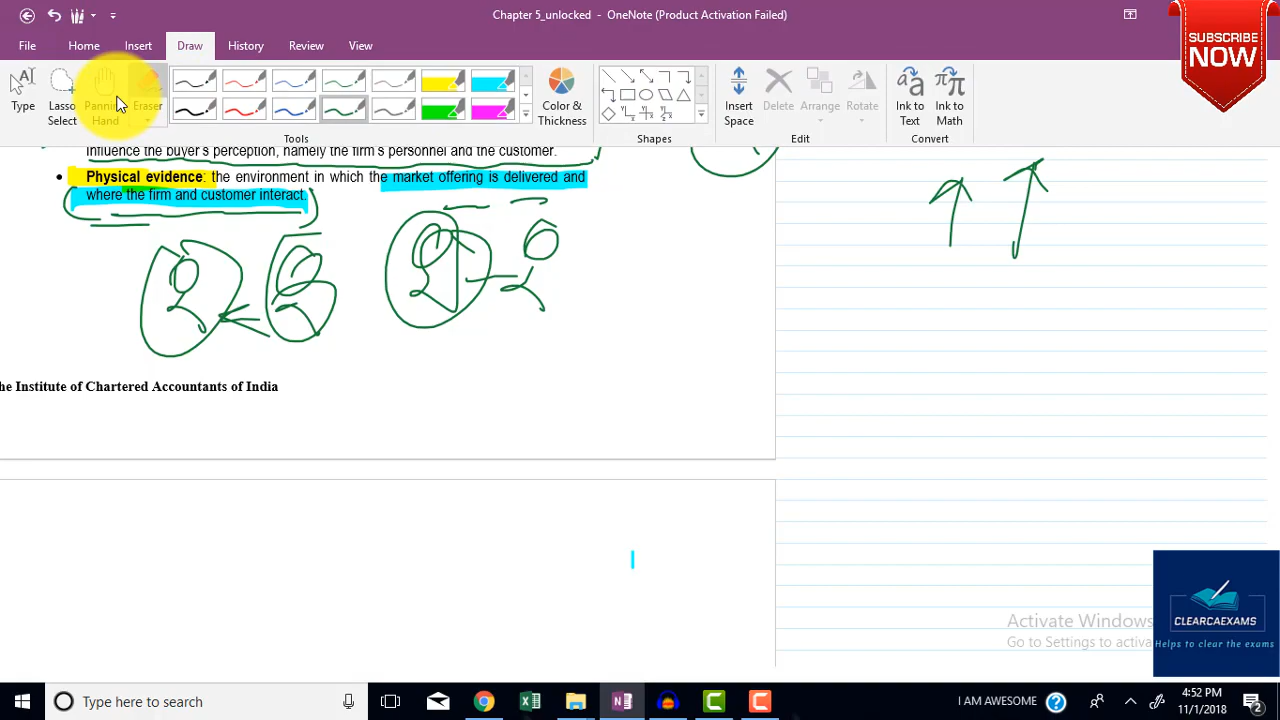 Chapter 5_unlocked - OneNote (Product Activation Failed)
SUBSCRIBE
NOW
File Home Insert Draw History Review View
Type
Lasso Select
Panning Hand
Eraser
Color & Thickness
Insert Space
Delete
Arrange
Rotate
Ink to Text
Ink to Math
Tools
Shapes
Convert
influence the buyer's perception, namely the firm's personnel and the customer.
• Physical evidence: the environment in which the market offering is delivered and
where the firm and customer interact.
he Institute of Chartered Accountants of India
CLEARCAEXAMS
Helps to clear the exams
Activate Windows
Go to Settings to activa
Type here to search
I AM AWESOME
4:52 PM
11/1/2018
2